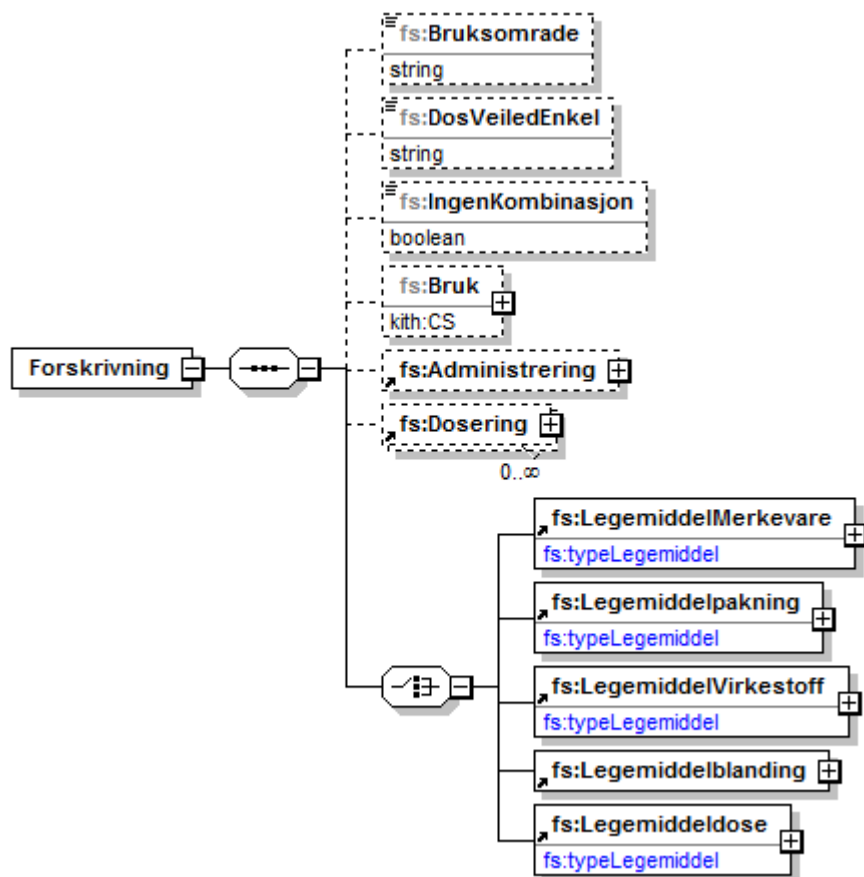 fs:Bruksomrade
string
fs:DosVeiledEnkel
string
fs:IngenKombinasjon
boolean
fs:Bruk
kith:CS
Forskrivning
fs:Administrering
fs:Dosering
0..∞
fs:LegemiddelMerkevare
fs:typeLegemiddel
fs:Legemiddelpakning
fs:typeLegemiddel
fs:LegemiddelVirkestoff
fs:typeLegemiddel
fs:Legemiddelblanding
fs:Legemiddeldose
fs:typeLegemiddel